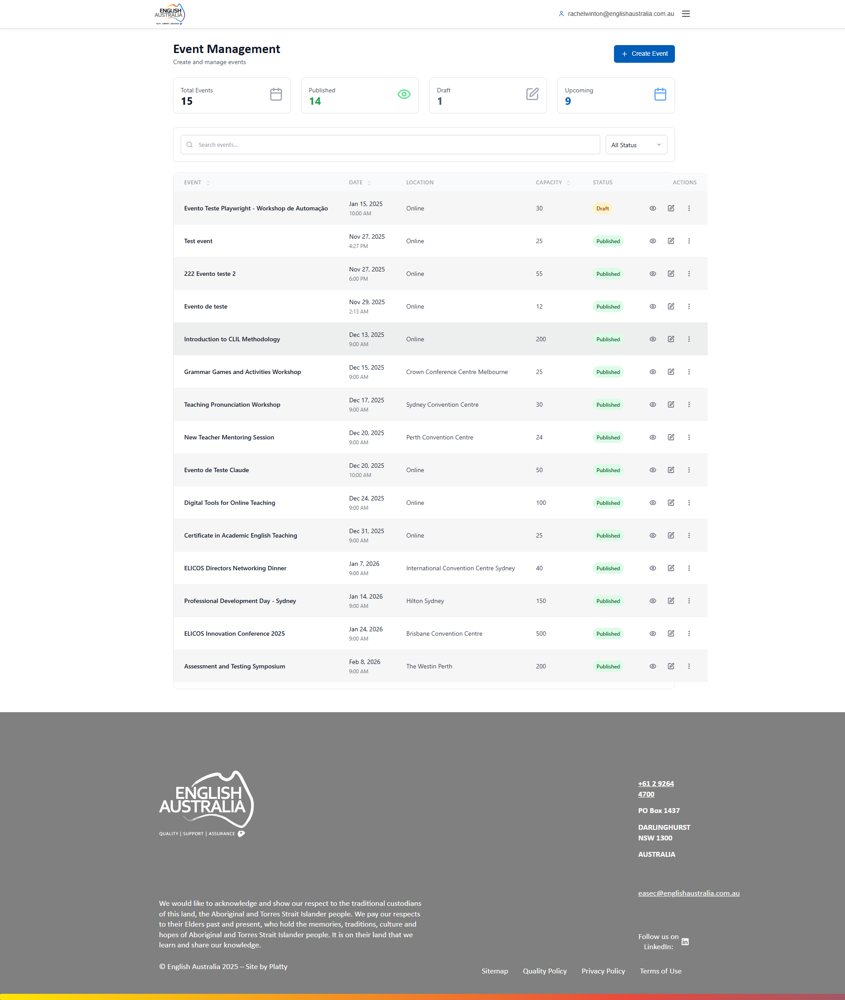 ENGLISH
AUSTRALIA
QUALITY | SUPPORT | ASSURANCE
rachelwinton@englishaustralia.com.au
Event Management
Create and manage events
Create Event
Total Events
15
Published
14
Draft
1
Upcoming
9
Search events...
All Status
EVENT DATE LOCATION CAPACITY STATUS ACTIONS
Evento Teste Playwright - Workshop de Automação Jan 15, 2025 Online 30 Draft
10:00 AM
Test event Nov 27, 2025 Online 25 Published
4:27 PM
222 Evento teste 2 Nov 27, 2025 Online 55 Published
6:00 PM
Evento de teste Nov 29, 2025 Online 12 Published
2:13 AM
Introduction to CLIL Methodology Dec 13, 2025 Online 200 Published
9:00 AM
Grammar Games and Activities Workshop Dec 15, 2025 Crown Conference Centre Melbourne 25 Published
9:00 AM
Teaching Pronunciation Workshop Dec 17, 2025 Sydney Convention Centre 30 Published
9:00 AM
New Teacher Mentoring Session Dec 20, 2025 Perth Convention Centre 24 Published
9:00 AM
Evento de Teste Claude Dec 20, 2025 Online 50 Published
10:00 AM
Digital Tools for Online Teaching Dec 24, 2025 Online 100 Published
9:00 AM
Certificate in Academic English Teaching Dec 31, 2025 Online 25 Published
9:00 AM
ELICOS Directors Networking Dinner Jan 7, 2026 International Convention Centre Sydney 40 Published
9:00 AM
Professional Development Day - Sydney Jan 14, 2026 Hilton Sydney 150 Published
9:00 AM
ELICOS Innovation Conference 2025 Jan 24, 2026 Brisbane Convention Centre 500 Published
9:00 AM
Assessment and Testing Symposium Feb 8, 2026 The Westin Perth 200 Published
9:00 AM
ENGLISH
AUSTRALIA
QUALITY | SUPPORT | ASSURANCE
+61 2 9264
4700
PO Box 1437
DARLINGHURST
NSW 1300
AUSTRALIA
easec@englishaustralia.com.au
We would like to acknowledge and show our respect to the traditional custodians
of this land, the Aboriginal and Torres Strait Islander people. We pay our respects
to their Elders past and present, who hold the memories, traditions, culture and
hopes of Aboriginal and Torres Strait Islander people. It is on their land that we
learn and share our knowledge.
Follow us on
LinkedIn:
© English Australia 2025 – Site by Platty
Sitemap Quality Policy Privacy Policy Terms of Use